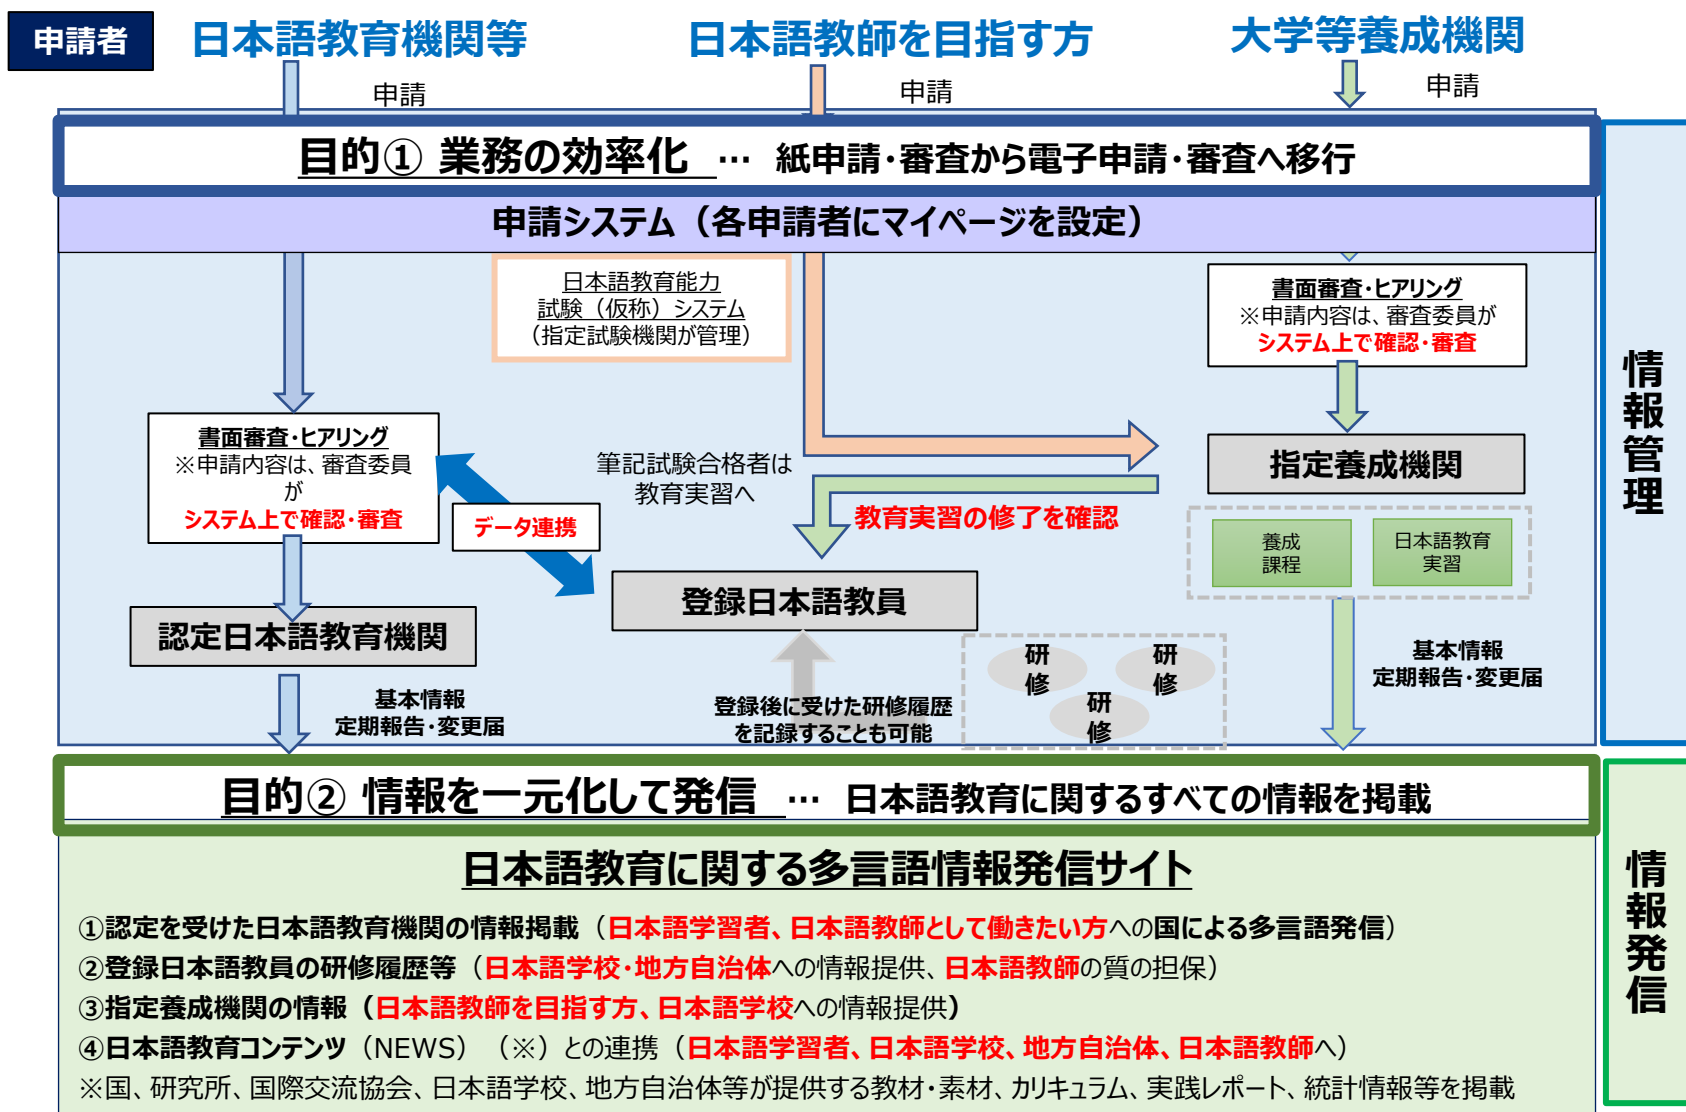 申請者
日本語教育機関等
日本語教師を目指す方
大学等養成機関
申請
申請
申請
目的① 業務の効率化 … 紙申請・審査から電子申請・審査へ移行
申請システム（各申請者にマイページを設定）
日本語教育能力
試験（仮称）システム
（指定試験機関が管理）
書面審査・ヒアリング
※申請内容は、審査委員が
システム上で確認・審査
書面審査・ヒアリング
※申請内容は、審査委員
が
システム上で確認・審査
データ連携
筆記試験合格者は
教育実習へ
教育実習の修了を確認
指定養成機関
養成
課程
日本語教育
実習
登録日本語教員
認定日本語教育機関
基本情報
定期報告・変更届
登録後に受けた研修履歴
を記録することも可能
研
修
研
修
研
修
基本情報
定期報告・変更届
情報管理
目的② 情報を一元化して発信 … 日本語教育に関するすべての情報を掲載
日本語教育に関する多言語情報発信サイト
①認定を受けた日本語教育機関の情報掲載（日本語学習者、日本語教師として働きたい方への国による多言語発信）
②登録日本語教員の研修履歴等（日本語学校・地方自治体への情報提供、日本語教師の質の担保）
③指定養成機関の情報（日本語教師を目指す方、日本語学校への情報提供）
④日本語教育コンテンツ（NEWS）（※）との連携（日本語学習者、日本語学校、地方自治体、日本語教師へ）
※国、研究所、国際交流協会、日本語学校、地方自治体等が提供する教材・素材、カリキュラム、実践レポート、統計情報等を掲載
情報発信